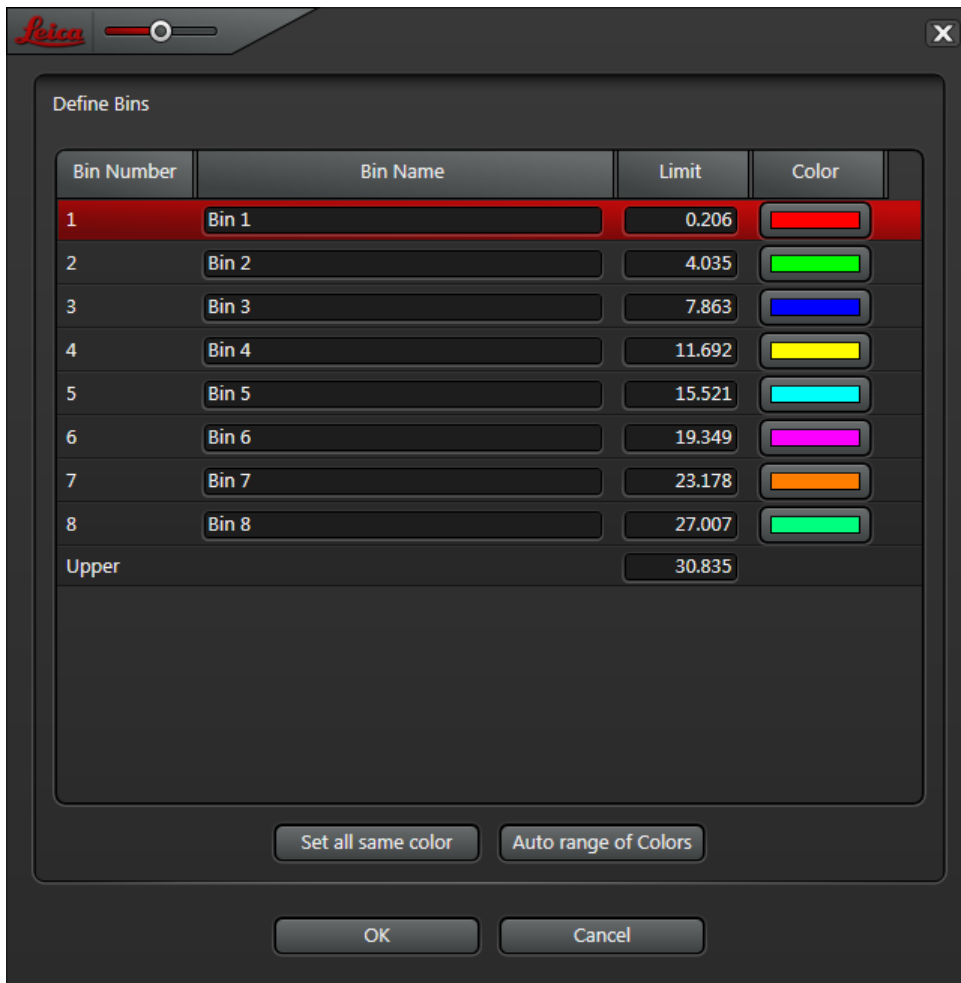 Leica
Define Bins
Bin Number Bin Name Limit Color
1 Bin 1 0.206
2 Bin 2 4.035
3 Bin 3 7.863
4 Bin 4 11.692
5 Bin 5 15.521
6 Bin 6 19.349
7 Bin 7 23.178
8 Bin 8 27.007
Upper 30.835
Set all same color Auto range of Colors
OK Cancel